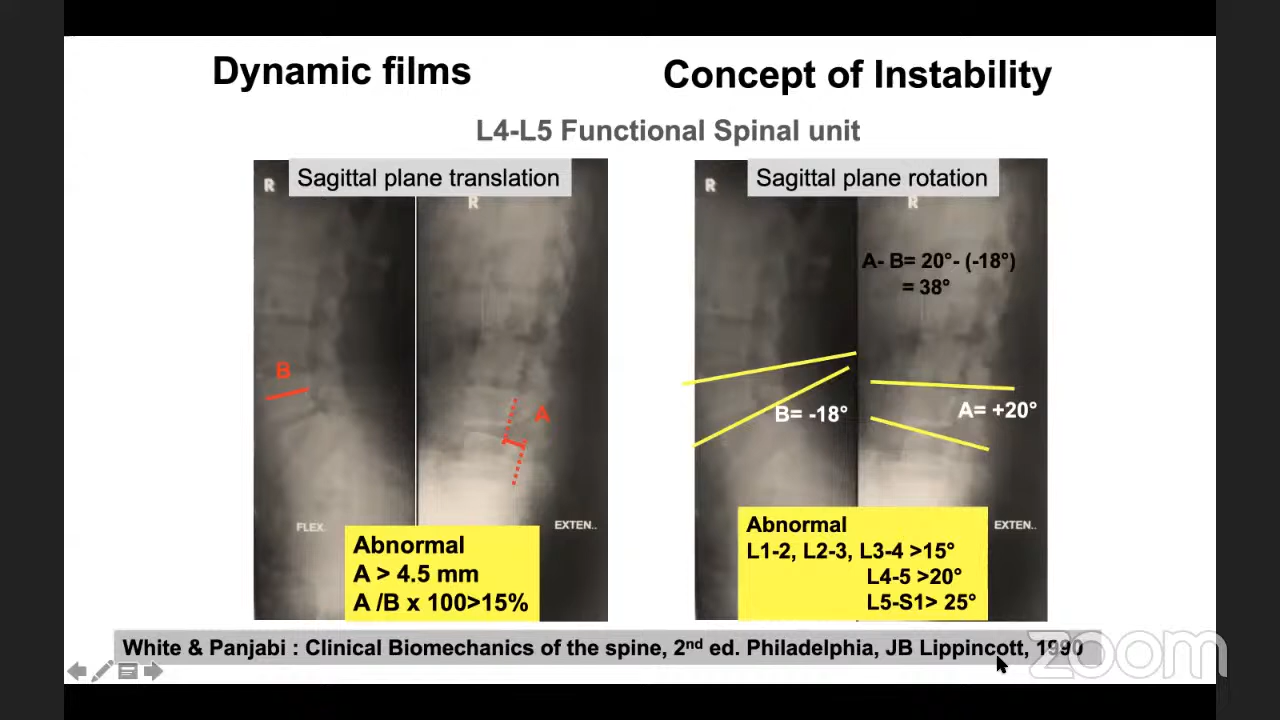 Dynamic films
Concept of Instability
L4-L5 Functional Spinal unit
Sagittal plane translation
R
R
B
A
FLEX.
EXTEN..
Abnormal
A > 4.5 mm
A /B x 100>15%
Sagittal plane rotation
R
R
A- B= 20°- (-18°)
= 38°
B= -18°
A= +20°
EXTEN..
Abnormal
L1-2, L2-3, L3-4 >15°
L4-5 >20°
L5-S1> 25°
White & Panjabi : Clinical Biomechanics of the spine, 2nd ed. Philadelphia, JB Lippincott, 1990
zoom